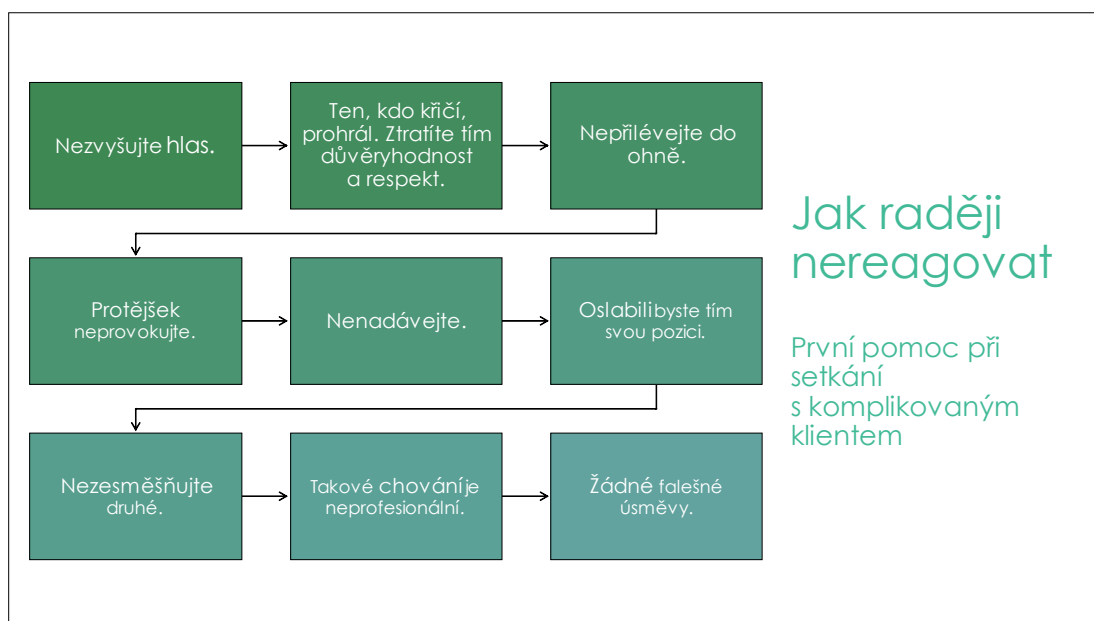 Nezvyšujte hlas.
Ten, kdo křičí,
prohrál. Ztratíte tím
důvěryhodnost
a respekt.
Nepřilévejte do
ohně.
Protějšek
neprovokujte.
Nenadávejte.
Oslabili byste tím
svou pozici.
Nezesměšňujte
druhé.
Takové chování je
neprofesionální.
Žádné falešné
úsměvy.
Jak raději
nereagovat
První pomoc při
setkání
s komplikovaným
klientem